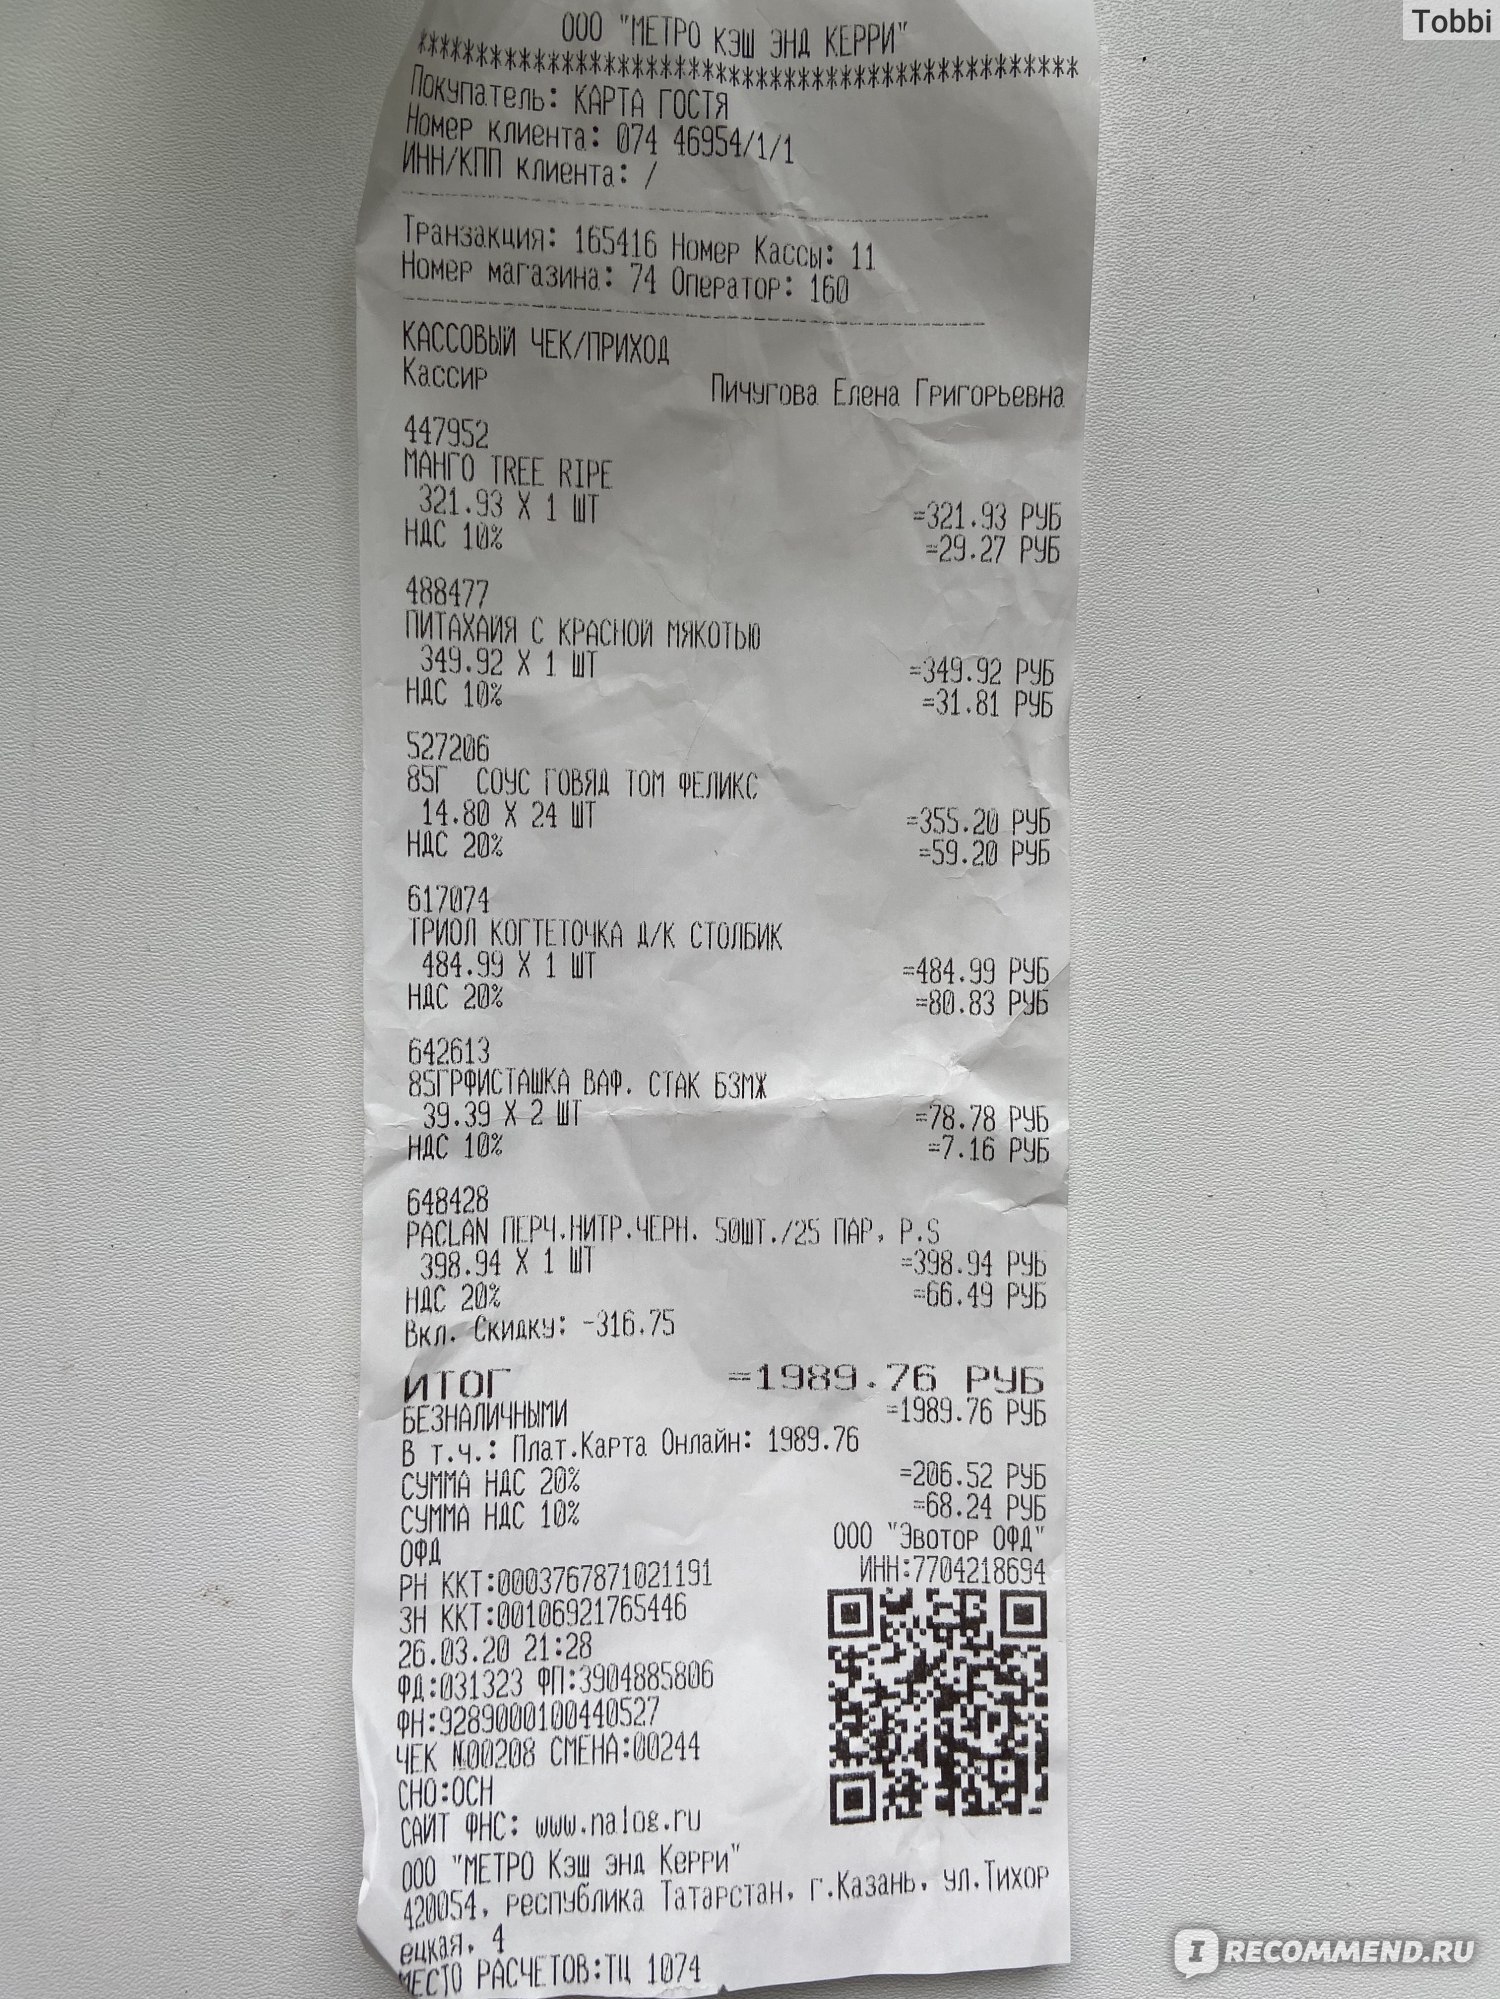 Tobbi
ООО "МЕТРО КЭШ ЭНД КЕРРИ"
***********************************************
Покупатель: КАРТА ГОСТЯ
Номер клиента: 074 46954/1/1
ИНН/КПП клиента: /
Транзакция: 165416 Номер Кассы: 11
Номер магазина: 74 Оператор: 160
КАССОВЫЙ ЧЕК/ПРИХОД
Кассир Пичугова Елена Григорьевна
447952
МАНГО TREE RIPE
321.93 X 1 ШТ =321.93 РУБ
НДС 10% =29.27 РУБ
488477
ПИТАХАЙЯ С КРАСНОЙ МЯКОТЬЮ
349.92 X 1 ШТ =349.92 РУБ
НДС 10% =31.81 РУБ
527206
85Г СОУС ГОВЯД ТОМ ФЕЛИКС
14.80 X 24 ШТ =355.20 РУБ
НДС 20% =59.20 РУБ
617074
ТРИОЛ КОГТЕТОЧКА Д/К СТОЛБИК
484.99 X 1 ШТ =484.99 РУБ
НДС 20% =80.83 РУБ
642613
85ГРФИСТАШКА ВАФ. СТАК БЗМЖ
39.39 X 2 ШТ =78.78 РУБ
НДС 10% =7.16 РУБ
648428
PACLAN ПЕРЧ.НИТР.ЧЕРН. 50ШТ./25 ПАР, Р.S
398.94 X 1 ШТ =398.94 РУБ
НДС 20% =66.49 РУБ
Вкл. Скидку: -316.75
ИТОГ =1989.76 РУБ
БЕЗНАЛИЧНЫМИ =1989.76 РУБ
В т.ч.: Плат.Карта Онлайн: 1989.76
СУММА НДС 20% =206.52 РУБ
СУММА НДС 10% =68.24 РУБ
ОФД ООО "Эвотор ОФД"
РН ККТ:0003767871021191 ИНН:7704218694
ЗН ККТ:00106921765446
26.03.20 21:28
ФД:031323 ФП:3904885806
ФН:9289000100440527
ЧЕК №00208 СМЕНА:00244
СНО:ОСН
САЙТ ФНС: www.nalog.ru
ООО "МЕТРО Кэш энд Керри"
420054, республика Татарстан, г.Казань, ул.Тихор
ецкая, 4
МЕСТО РАСЧЕТОВ:ТЦ 1074
IRECOMMEND.RU